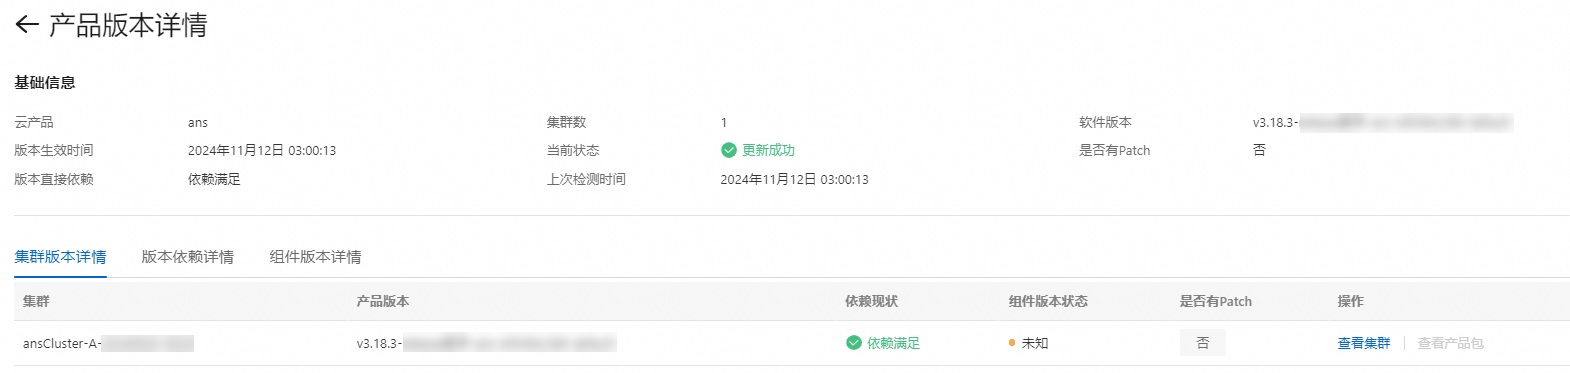 产品版本详情
基础信息
云产品 ans 集群数 1 软件版本 v3.18.3-
版本生效时间 2024年11月12日 03:00:13 当前状态 更新成功 是否有Patch 否
版本直接依赖 依赖满足 上次检测时间 2024年11月12日 03:00:13
集群版本详情 版本依赖详情 组件版本详情
集群 产品版本 依赖现状 组件版本状态 是否有Patch 操作
ansCluster-A- v3.18.3- 依赖满足 未知 否 查看集群 查看产品包